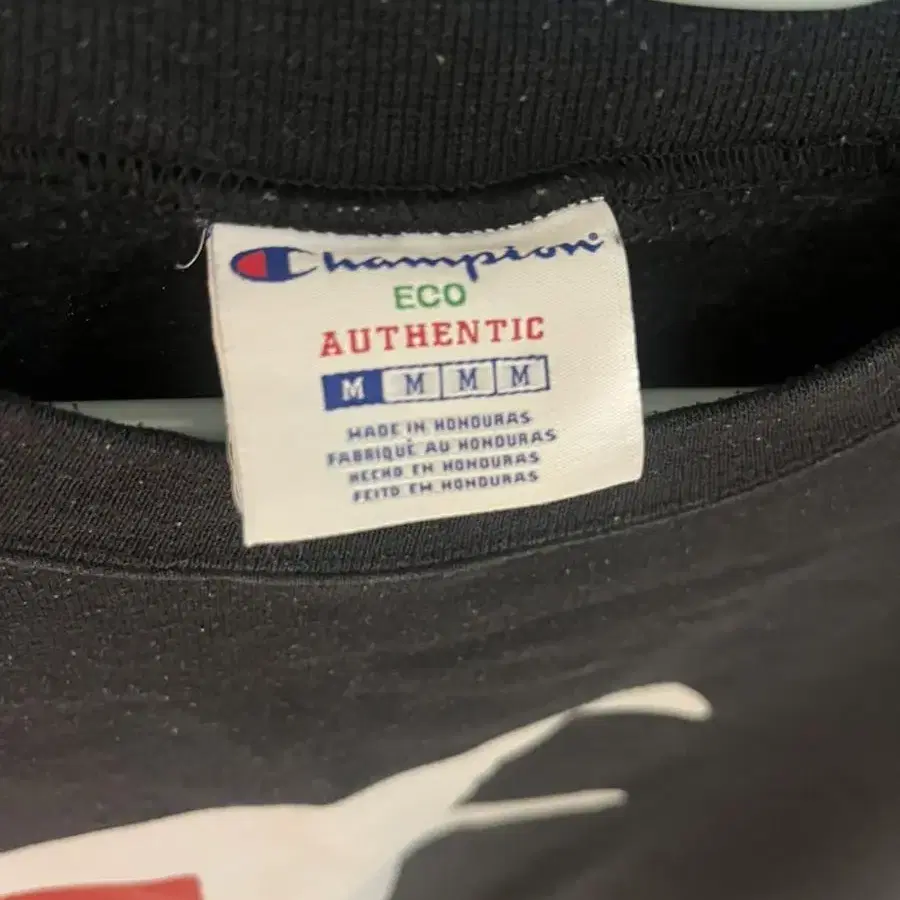 Champion®
ECO
AUTHENTIC
M M M M
MADE IN HONDURAS
FABRIQUÉ AU HONDURAS
HECHO EN HONDURAS
FEITO EM HONDURAS